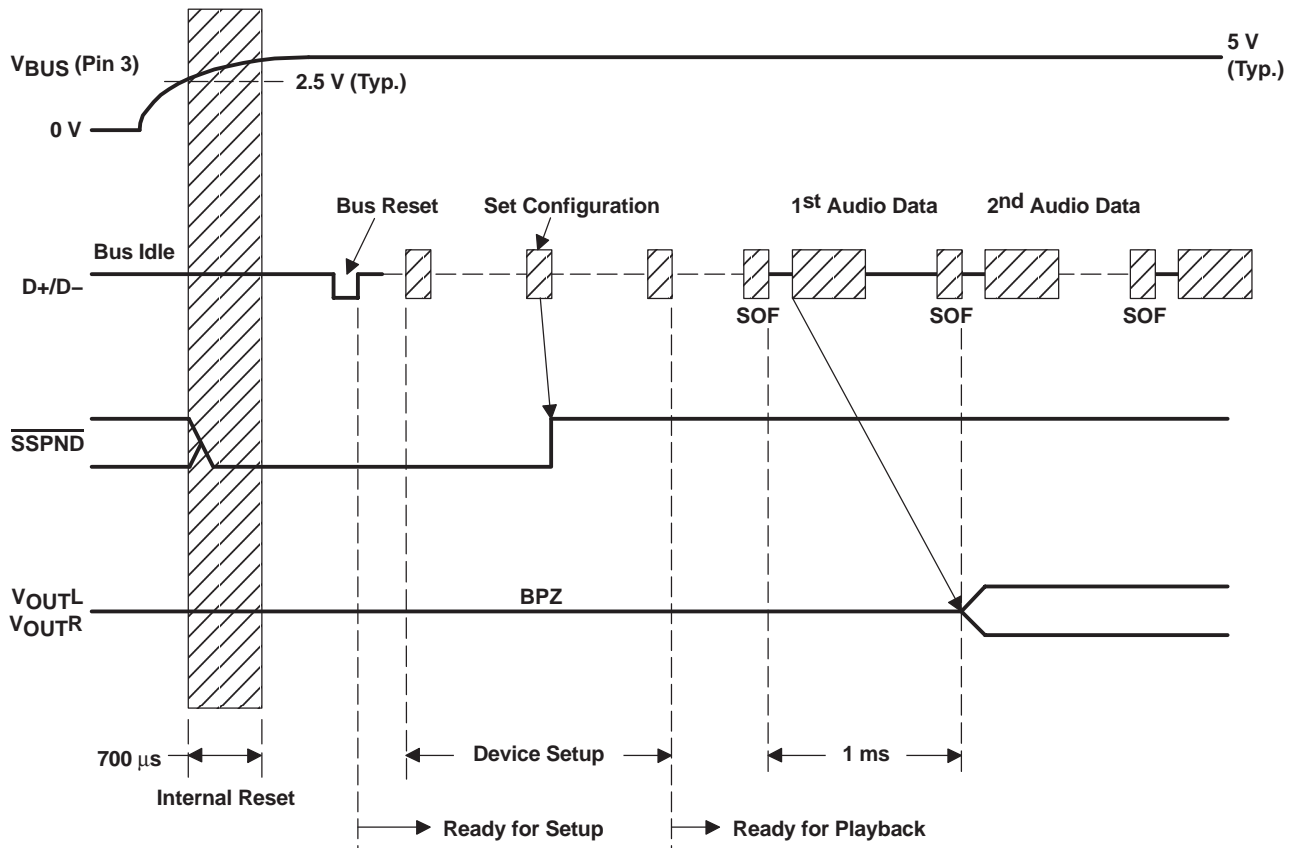 5 V
(Typ.)
VBUS (Pin 3)
2.5 V (Typ.)
0 V
Bus Reset
Set Configuration
1st Audio Data
2nd Audio Data
Bus Idle
D+/D–
SOF
SOF
SOF
SSPND
VOUTL
VOUTR
BPZ
700 μs
Device Setup
1 ms
Internal Reset
Ready for Setup
Ready for Playback